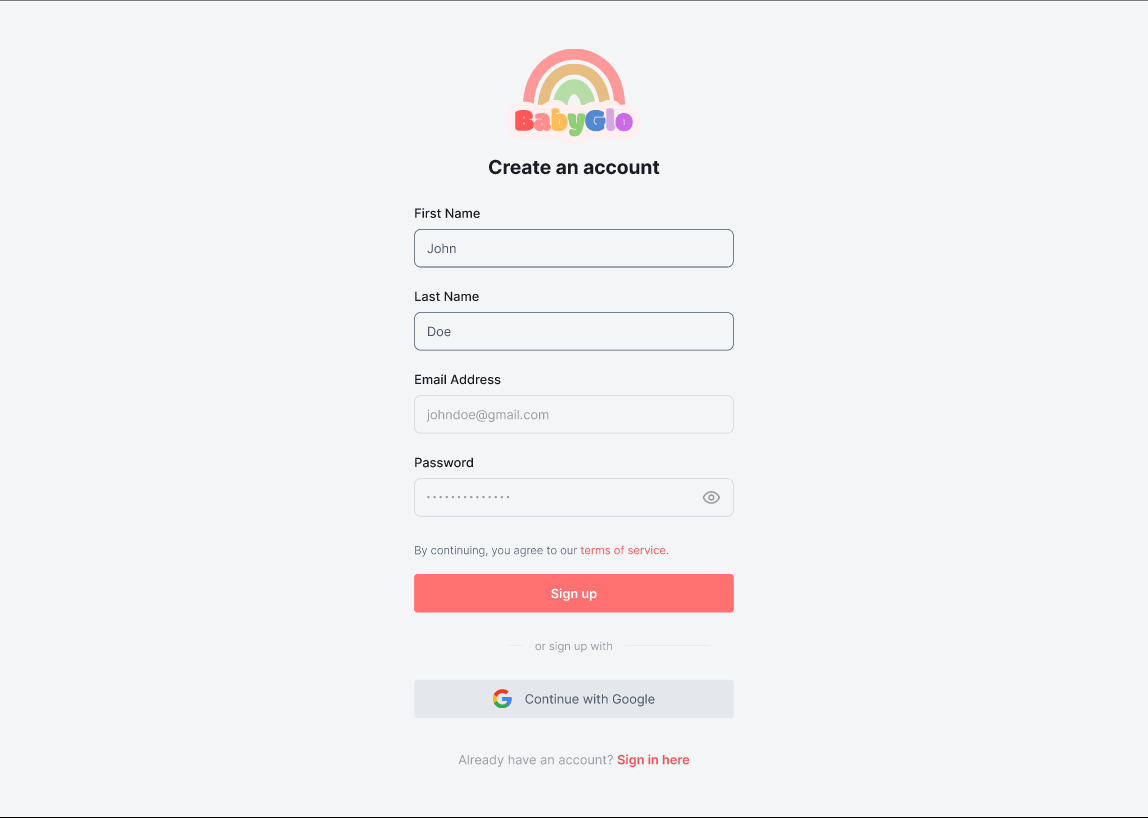 BabyGlo
Create an account
First Name
John
Last Name
Doe
Email Address
johndoe@gmail.com
Password
••••••••••••••
By continuing, you agree to our terms of service.
Sign up
or sign up with
Continue with Google
Already have an account? Sign in here